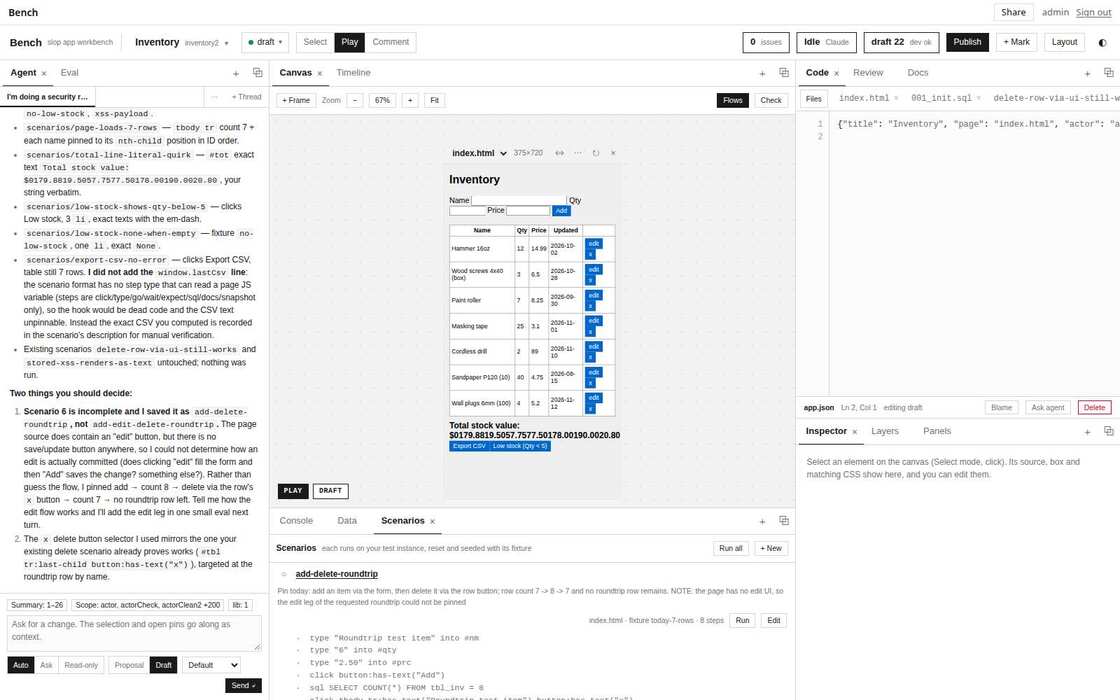 Bench
Share admin Sign out
Bench slop app workbench Inventory inventory2 ▾ draft ▾ Select Play Comment 0 issues Idle Claude draft 22 dev ok Publish + Mark Layout
Agent × Eval +
I'm doing a security r… ··· + Thread
no-low-stock, xss-payload.
scenarios/page-loads-7-rows — tbody tr count 7 +
each name pinned to its nth-child position in ID order.
scenarios/total-line-literal-quirk — #tot exact
text Total stock value:
$0179.8819.5057.7577.50178.00190.0020.80, your
string verbatim.
scenarios/low-stock-shows-qty-below-5 — clicks
Low stock, 3 li, exact texts with the em-dash.
scenarios/low-stock-none-when-empty — fixture no-
low-stock, one li, exact None.
scenarios/export-csv-no-error — clicks Export CSV,
table still 7 rows. I did not add the window.lastCsv line:
the scenario format has no step type that can read a page JS
variable (steps are click/type/go/wait/expect/sql/docs/snapshot
only), so the hook would be dead code and the CSV text
unpinnable. Instead the exact CSV you computed is recorded
in the scenario's description for manual verification.
Existing scenarios delete-row-via-ui-still-works and
stored-xss-renders-as-text untouched; nothing was
run.
Two things you should decide:
1. Scenario 6 is incomplete and I saved it as add-delete-
roundtrip, not add-edit-delete-roundtrip. The page
source does contain an "edit" button, but there is no
save/update button anywhere, so I could not determine how an
edit is actually committed (does clicking "edit" fill the form and
then "Add" saves the change? something else?). Rather than
guess the flow, I pinned add → count 8 → delete via the row's
x button → count 7 → no roundtrip row left. Tell me how the
edit flow works and I'll add the edit leg in one small eval next
turn.
2. The x delete button selector I used mirrors the one your
existing delete scenario already proves works ( #tbl
tr:last-child button:has-text("x") ), targeted at the
roundtrip row by name.
Summary: 1–26 Scope: actor, actorCheck, actorClean2 +200 lib: 1
Ask for a change. The selection and open pins go along as
context.
Auto Ask Read-only Proposal Draft Default
Send
Canvas × Timeline +
+ Frame Zoom − 67% + Fit Flows Check
index.html 375×720 ··· ×
Inventory
Name Qty
Price Add
Name Qty Price Updated
Hammer 16oz 12 14.99 2026-10-02 edit x
Wood screws 4x40 (box) 3 6.5 2026-10-28 edit x
Paint roller 7 8.25 2026-09-30 edit x
Masking tape 25 3.1 2026-11-01 edit x
Cordless drill 2 89 2026-11-10 edit x
Sandpaper P120 (10) 40 4.75 2026-08-15 edit x
Wall plugs 6mm (100) 4 5.2 2026-11-12 edit x
Total stock value:
$0179.8819.5057.7577.50178.00190.0020.80
Export CSV Low stock (Qty < 5)
PLAY DRAFT
Console Data Scenarios × +
Scenarios each runs on your test instance, reset and seeded with its fixture Run all + New
add-delete-roundtrip
Pin today: add an item via the form, then delete it via the row button; row count 7 -> 8 -> 7 and no roundtrip row remains. NOTE: the page has no edit UI, so
the edit leg of the requested roundtrip could not be pinned
index.html · fixture today-7-rows · 8 steps Run Edit
· type "Roundtrip test item" into #nm
· type "6" into #qty
· type "2.50" into #prc
· click button:has-text("Add")
· sql SELECT COUNT(*) FROM tbl_inv = 8
Code × Review Docs +
Files index.html 001_init.sql delete-row-via-ui-still-w
1 {"title": "Inventory", "page": "index.html", "actor": "a
2
app.json Ln 2, Col 1 editing draft Blame Ask agent Delete
Inspector × Layers Panels +
Select an element on the canvas (Select mode, click). Its source, box and
matching CSS show here, and you can edit them.